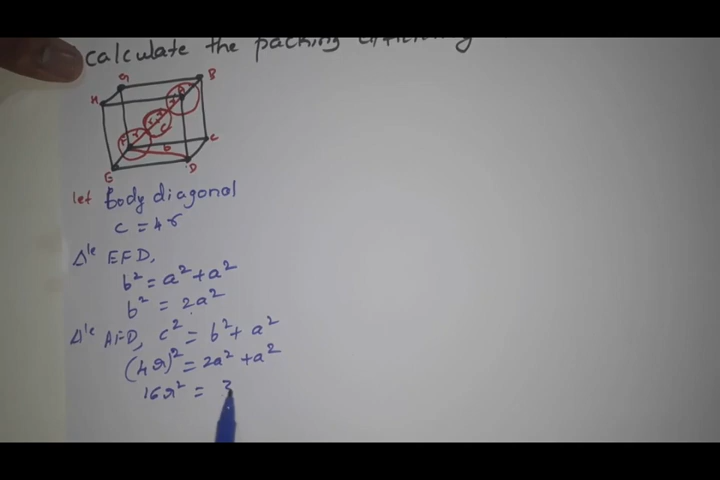 calculate the packing efficiency
G
B
H
A
r r
r r
C
F r
b
C
E
D
let Body diagonal
c = 4r
Δle EFD,
b² = a² + a²
b² = 2a²
Δle AFD, c² = b² + a²
(4r)² = 2a² + a²
16r² = 3